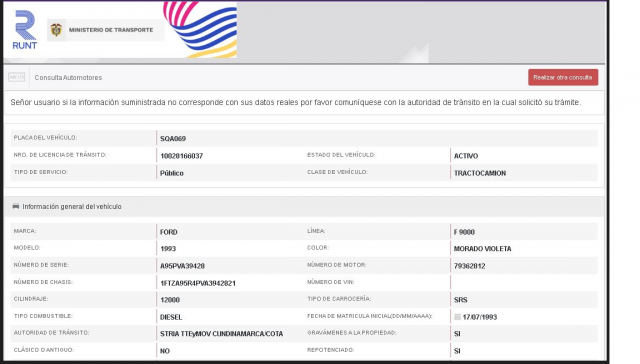 RUNT
MINISTERIO DE TRANSPORTE
Consulta Automotores
Realizar otra consulta
Señor usuario si la información suministrada no corresponde con sus datos reales por favor comuníquese con la autoridad de tránsito en la cual solicitó su trámite.
PLACA DEL VEHÍCULO: SQA069
NRO. DE LICENCIA DE TRÁNSITO: 10028166037 ESTADO DEL VEHÍCULO: ACTIVO
TIPO DE SERVICIO: Público CLASE DE VEHÍCULO: TRACTOCAMION
Información general del vehículo
MARCA: FORD LÍNEA: F 9000
MODELO: 1993 COLOR: MORADO VIOLETA
NÚMERO DE SERIE: A95PVA39428 NÚMERO DE MOTOR: 79362812
NÚMERO DE CHASIS: 1FTZA95R4PVA3942821 NÚMERO DE VIN:
CILINDRAJE: 12000 TIPO DE CARROCERÍA: SRS
TIPO COMBUSTIBLE: DIESEL FECHA DE MATRICULA INICIAL(DD/MM/AAAA): 17/07/1993
AUTORIDAD DE TRÁNSITO: STRIA TTEyMOV CUNDINAMARCA/COTA GRAVÁMENES A LA PROPIEDAD: SI
CLÁSICO O ANTIGUO: NO REPOTENCIADO: SI